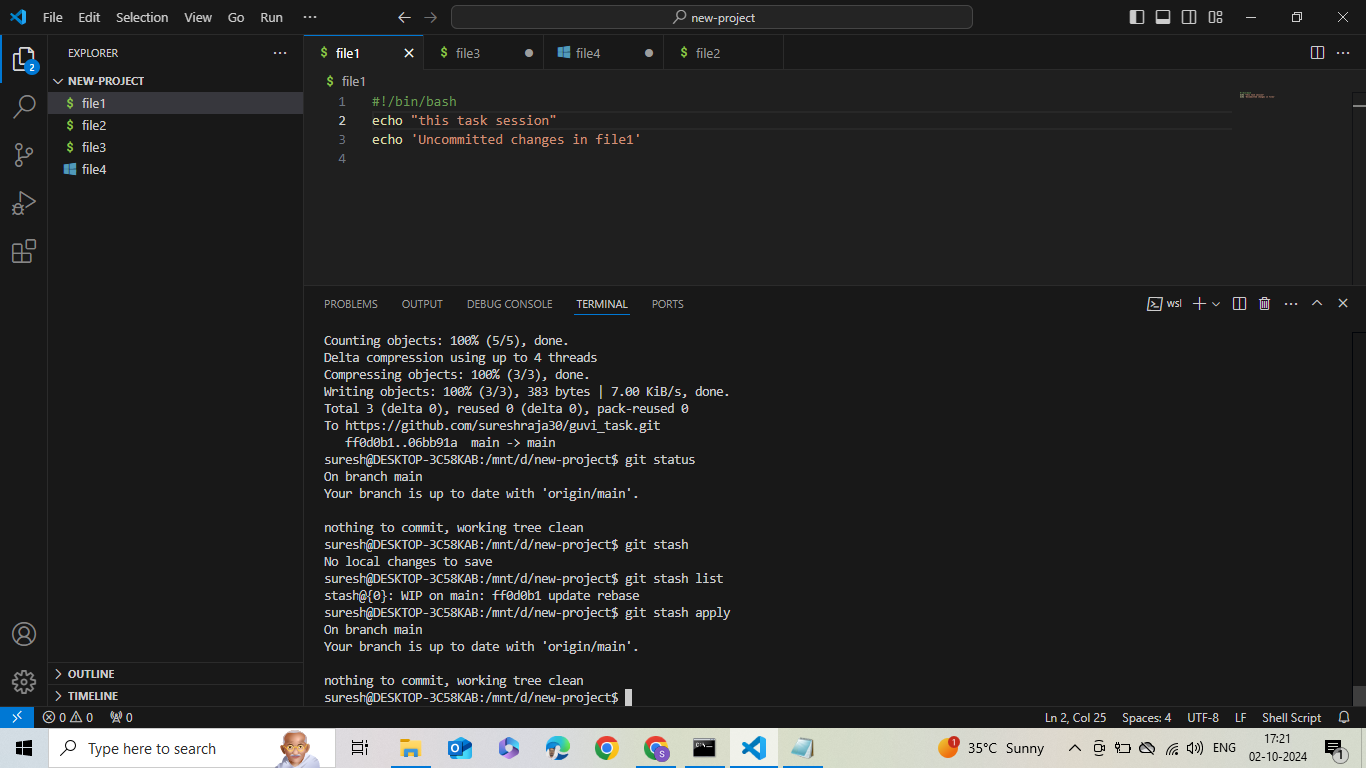 File Edit Selection View Go Run ··· new-project
EXPLORER ···
NEW-PROJECT
file1
file2
file3
file4
OUTLINE
TIMELINE
2
$ file1
$ file3
file4
$ file2
$ file1
1 #!/bin/bash
2 echo "this task session"
3 echo 'Uncommitted changes in file1'
4
PROBLEMS OUTPUT DEBUG CONSOLE TERMINAL PORTS
wsl
Counting objects: 100% (5/5), done.
Delta compression using up to 4 threads
Compressing objects: 100% (3/3), done.
Writing objects: 100% (3/3), 383 bytes | 7.00 KiB/s, done.
Total 3 (delta 0), reused 0 (delta 0), pack-reused 0
To https://github.com/sureshraja30/guvi_task.git
ff0d0b1..06bb91a main -> main
suresh@DESKTOP-3C58KAB:/mnt/d/new-project$ git status
On branch main
Your branch is up to date with 'origin/main'.
nothing to commit, working tree clean
suresh@DESKTOP-3C58KAB:/mnt/d/new-project$ git stash
No local changes to save
suresh@DESKTOP-3C58KAB:/mnt/d/new-project$ git stash list
stash@{0}: WIP on main: ff0d0b1 update rebase
suresh@DESKTOP-3C58KAB:/mnt/d/new-project$ git stash apply
On branch main
Your branch is up to date with 'origin/main'.
nothing to commit, working tree clean
suresh@DESKTOP-3C58KAB:/mnt/d/new-project$
0 0 0
Ln 2, Col 25 Spaces: 4 UTF-8 LF Shell Script
Type here to search
S
1
35°C Sunny
ENG
17:21
02-10-2024
1